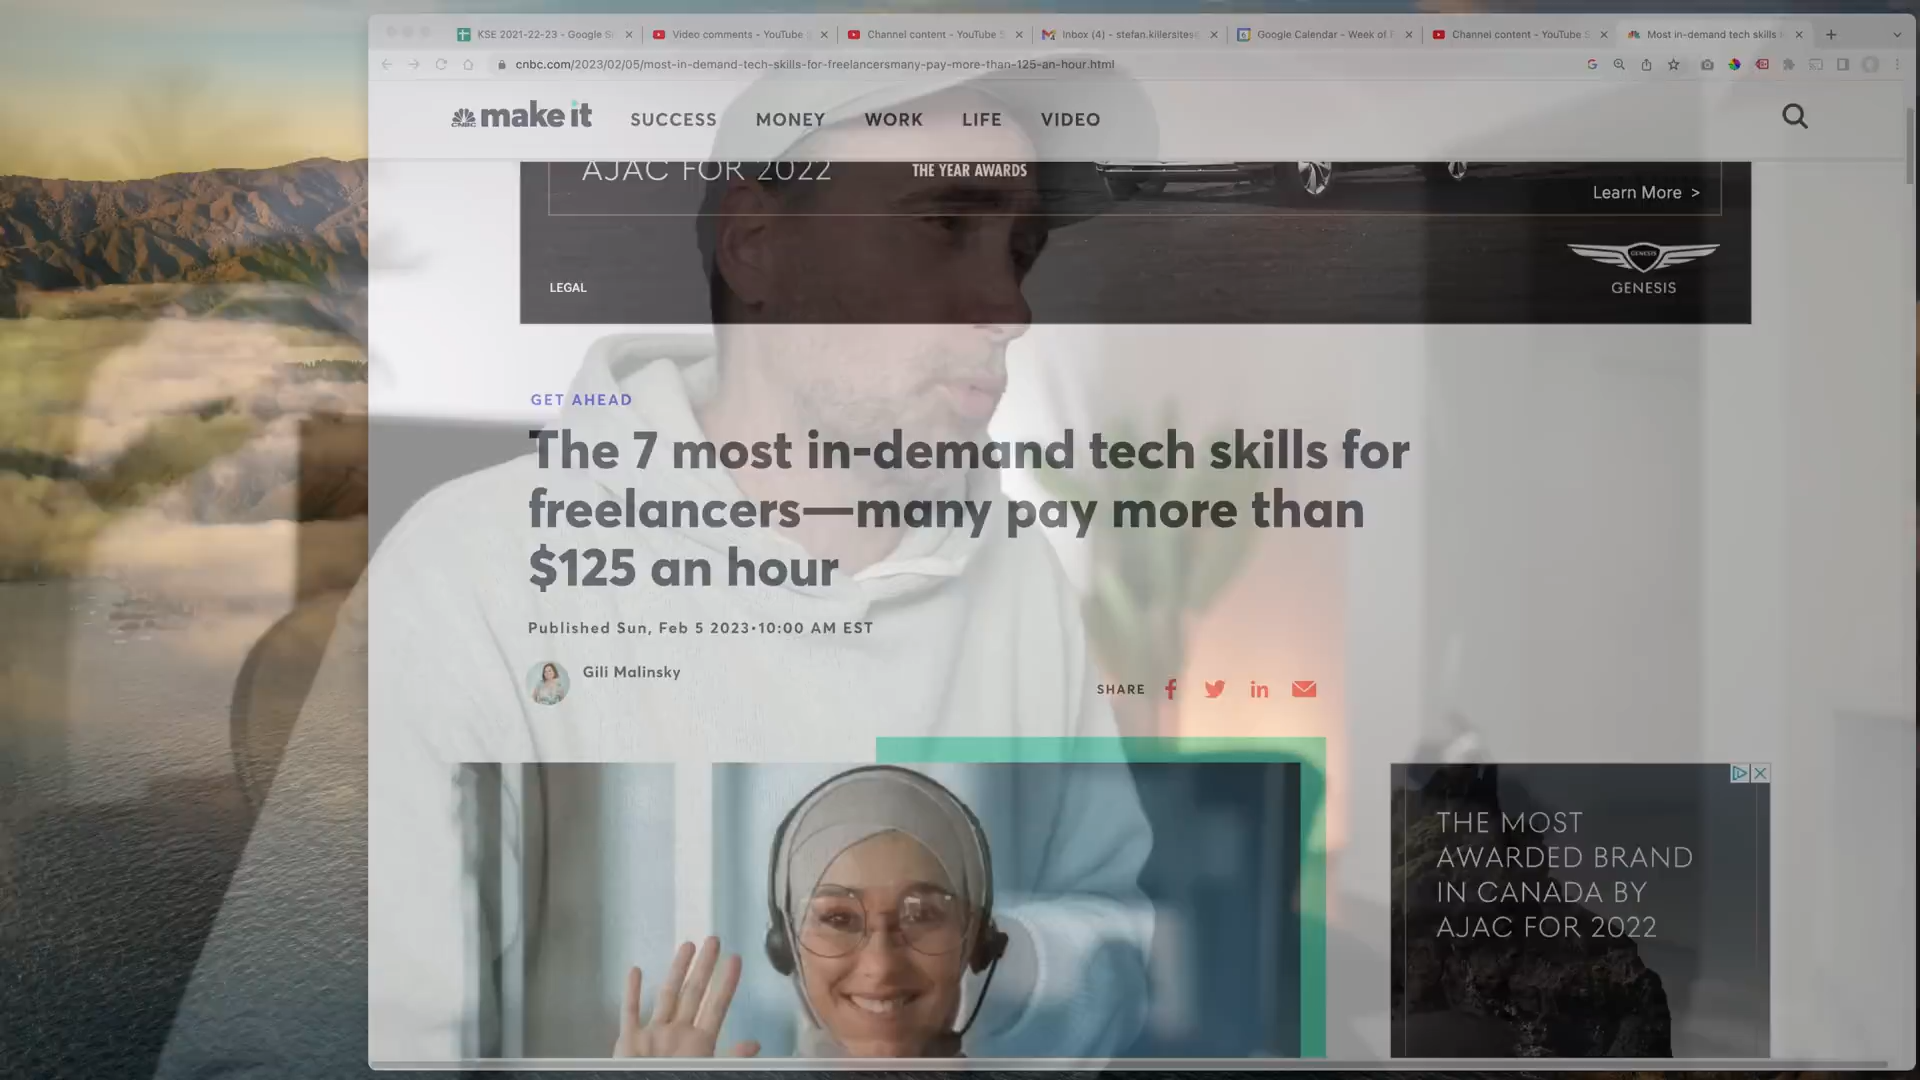 KSE 2021-22-23 - Google S
Video comments - YouTube S
Channel content - YouTube S
Inbox (4) - stefan.killersites@
Google Calendar - Week of F
Channel content - YouTube S
Most in-demand tech skills
cnbc.com/2023/02/05/most-in-demand-tech-skills-for-freelancersmany-pay-more-than-125-an-hour.html
CNBC make it SUCCESS MONEY WORK LIFE VIDEO
AJAC FOR 2022
THE YEAR AWARDS
Learn More >
LEGAL
GENESIS
GENESIS
GET AHEAD
The 7 most in-demand tech skills for
freelancers—many pay more than
$125 an hour
Published Sun, Feb 5 2023•10:00 AM EST
Gili Malinsky
SHARE
THE MOST
AWARDED BRAND
IN CANADA BY
AJAC FOR 2022